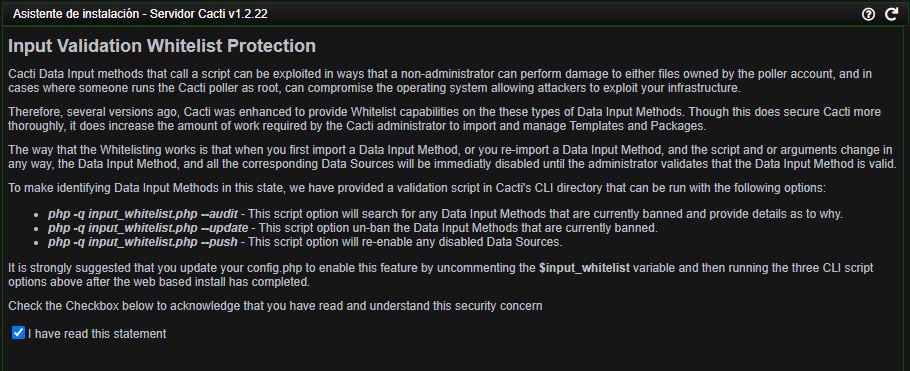 Asistente de instalación - Servidor Cacti v1.2.22
Input Validation Whitelist Protection
Cacti Data Input methods that call a script can be exploited in ways that a non-administrator can perform damage to either files owned by the poller account, and in
cases where someone runs the Cacti poller as root, can compromise the operating system allowing attackers to exploit your infrastructure.
Therefore, several versions ago, Cacti was enhanced to provide Whitelist capabilities on the these types of Data Input Methods. Though this does secure Cacti more
thoroughly, it does increase the amount of work required by the Cacti administrator to import and manage Templates and Packages.
The way that the Whitelisting works is that when you first import a Data Input Method, or you re-import a Data Input Method, and the script and or arguments change in
any way, the Data Input Method, and all the corresponding Data Sources will be immediatly disabled until the administrator validates that the Data Input Method is valid.
To make identifying Data Input Methods in this state, we have provided a validation script in Cacti's CLI directory that can be run with the following options:
• php -q input_whitelist.php --audit - This script option will search for any Data Input Methods that are currently banned and provide details as to why.
• php -q input_whitelist.php --update - This script option un-ban the Data Input Methods that are currently banned.
• php -q input_whitelist.php --push - This script option will re-enable any disabled Data Sources.
It is strongly suggested that you update your config.php to enable this feature by uncommenting the $input_whitelist variable and then running the three CLI script
options above after the web based install has completed.
Check the Checkbox below to acknowledge that you have read and understand this security concern
I have read this statement